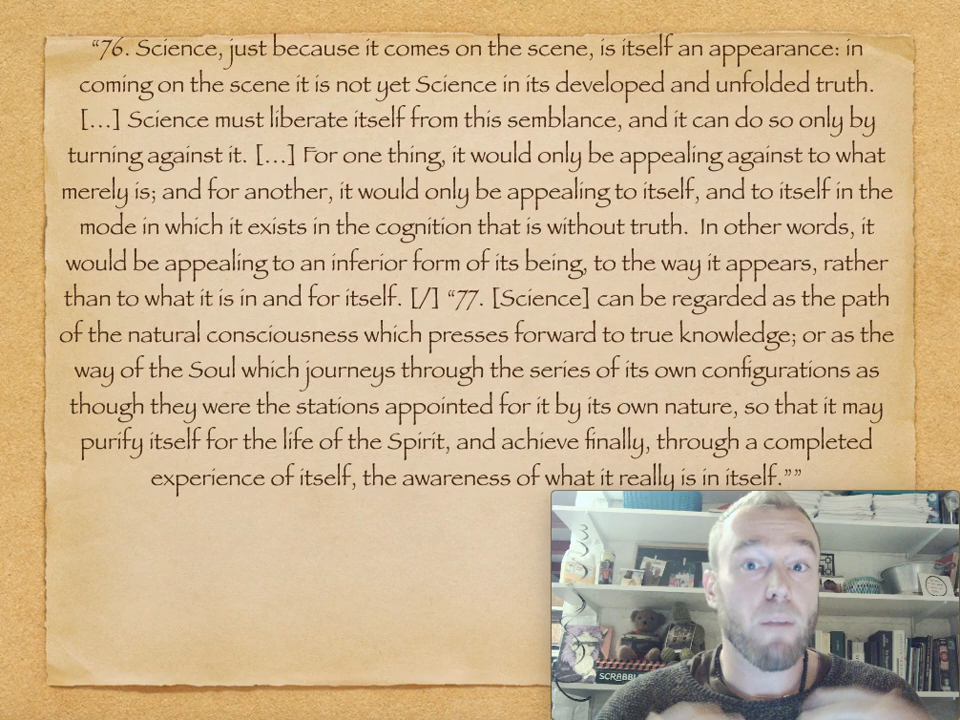 “76. Science, just because it comes on the scene, is itself an appearance: in
coming on the scene it is not yet Science in its developed and unfolded truth.
[…] Science must liberate itself from this semblance, and it can do so only by
turning against it. […] For one thing, it would only be appealing against to what
merely is; and for another, it would only be appealing to itself, and to itself in the
mode in which it exists in the cognition that is without truth. In other words, it
would be appealing to an inferior form of its being, to the way it appears, rather
than to what it is in and for itself. [/] “77. [Science] can be regarded as the path
of the natural consciousness which presses forward to true knowledge; or as the
way of the Soul which journeys through the series of its own configurations as
though they were the stations appointed for it by its own nature, so that it may
purify itself for the life of the Spirit, and achieve finally, through a completed
experience of itself, the awareness of what it really is in itself.””
SCRABBL